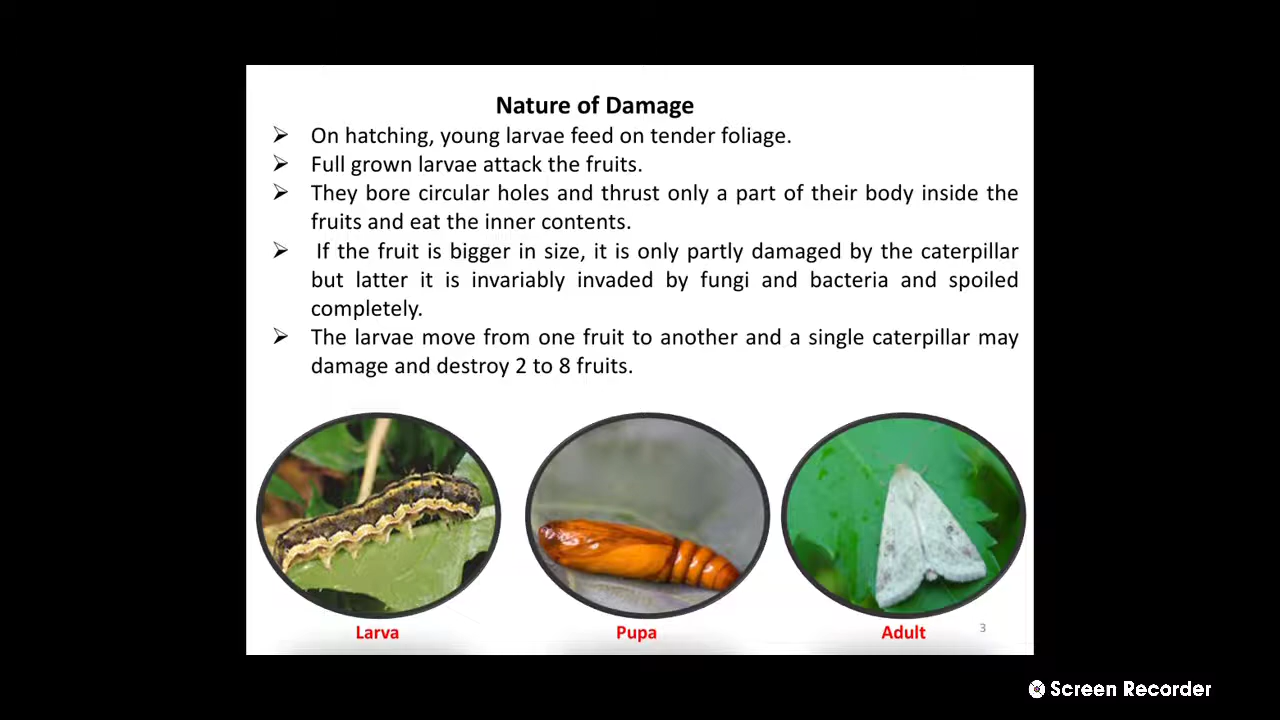 Nature of Damage
➢ On hatching, young larvae feed on tender foliage.
➢ Full grown larvae attack the fruits.
➢ They bore circular holes and thrust only a part of their body inside the
fruits and eat the inner contents.
➢ If the fruit is bigger in size, it is only partly damaged by the caterpillar
but latter it is invariably invaded by fungi and bacteria and spoiled
completely.
➢ The larvae move from one fruit to another and a single caterpillar may
damage and destroy 2 to 8 fruits.
Larva
Pupa
Adult
3
Screen Recorder